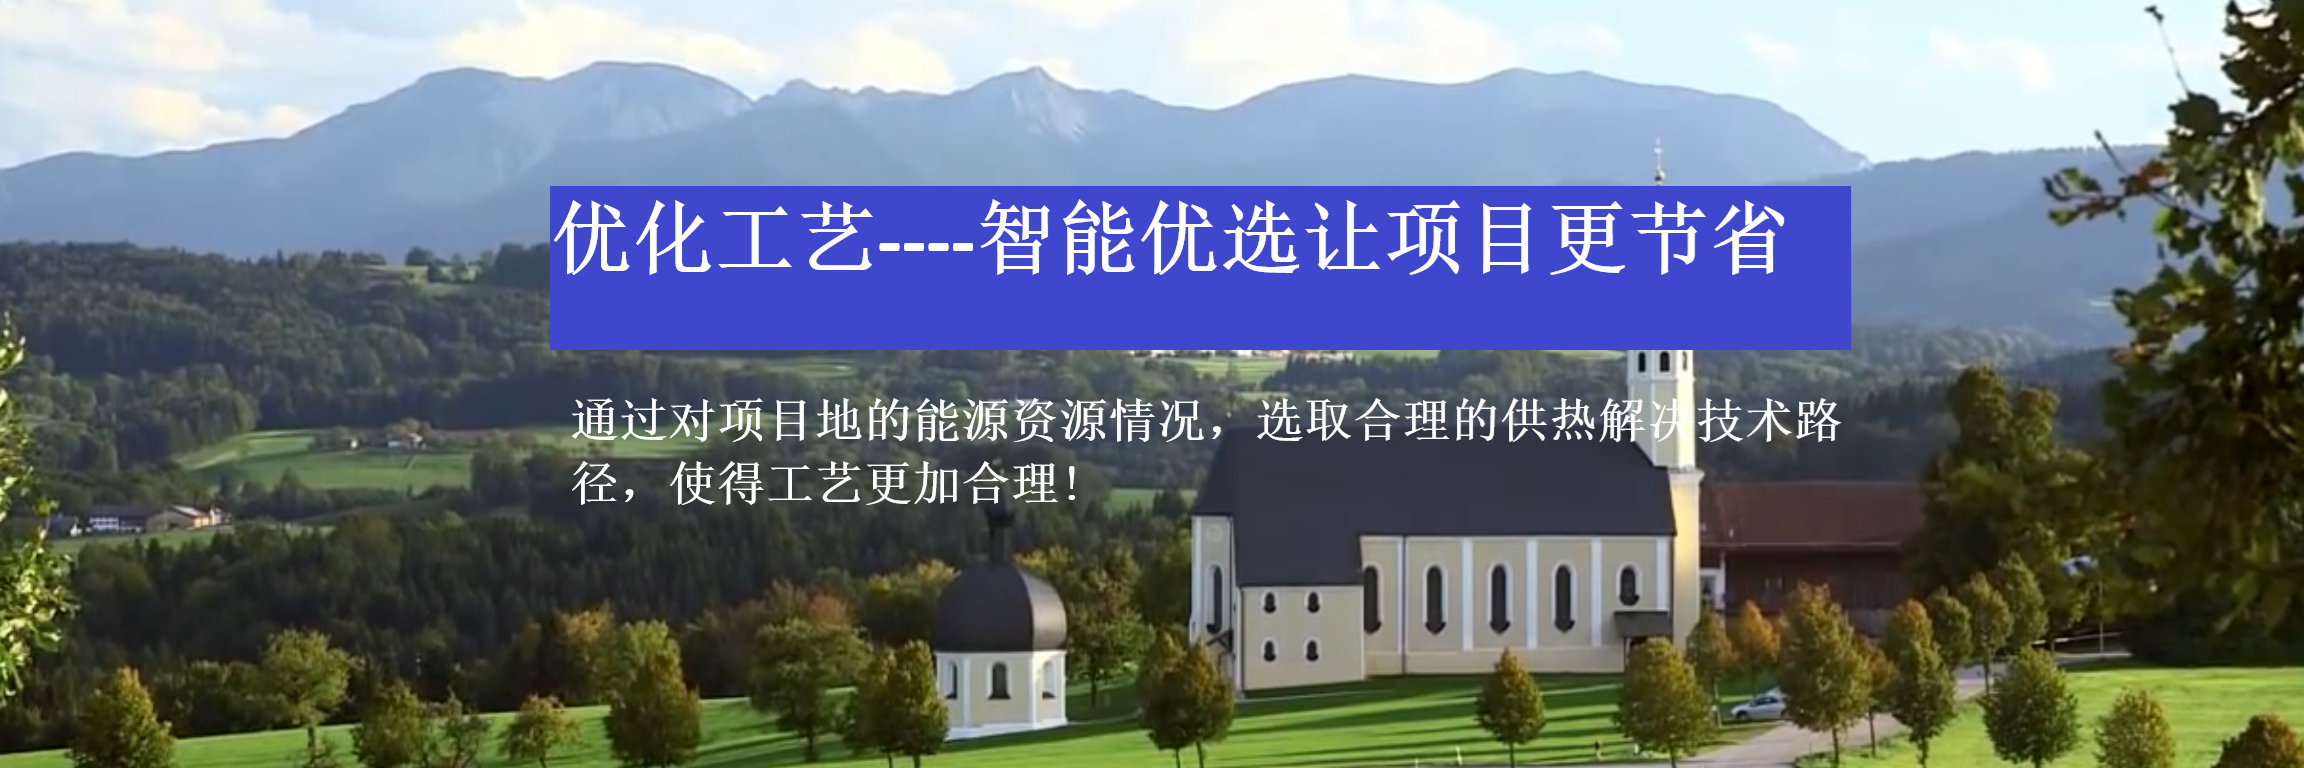 优化工艺----智能优选让项目更节省
通过对项目地的能源资源情况，选取合理的供热解决技术路
径，使得工艺更加合理!